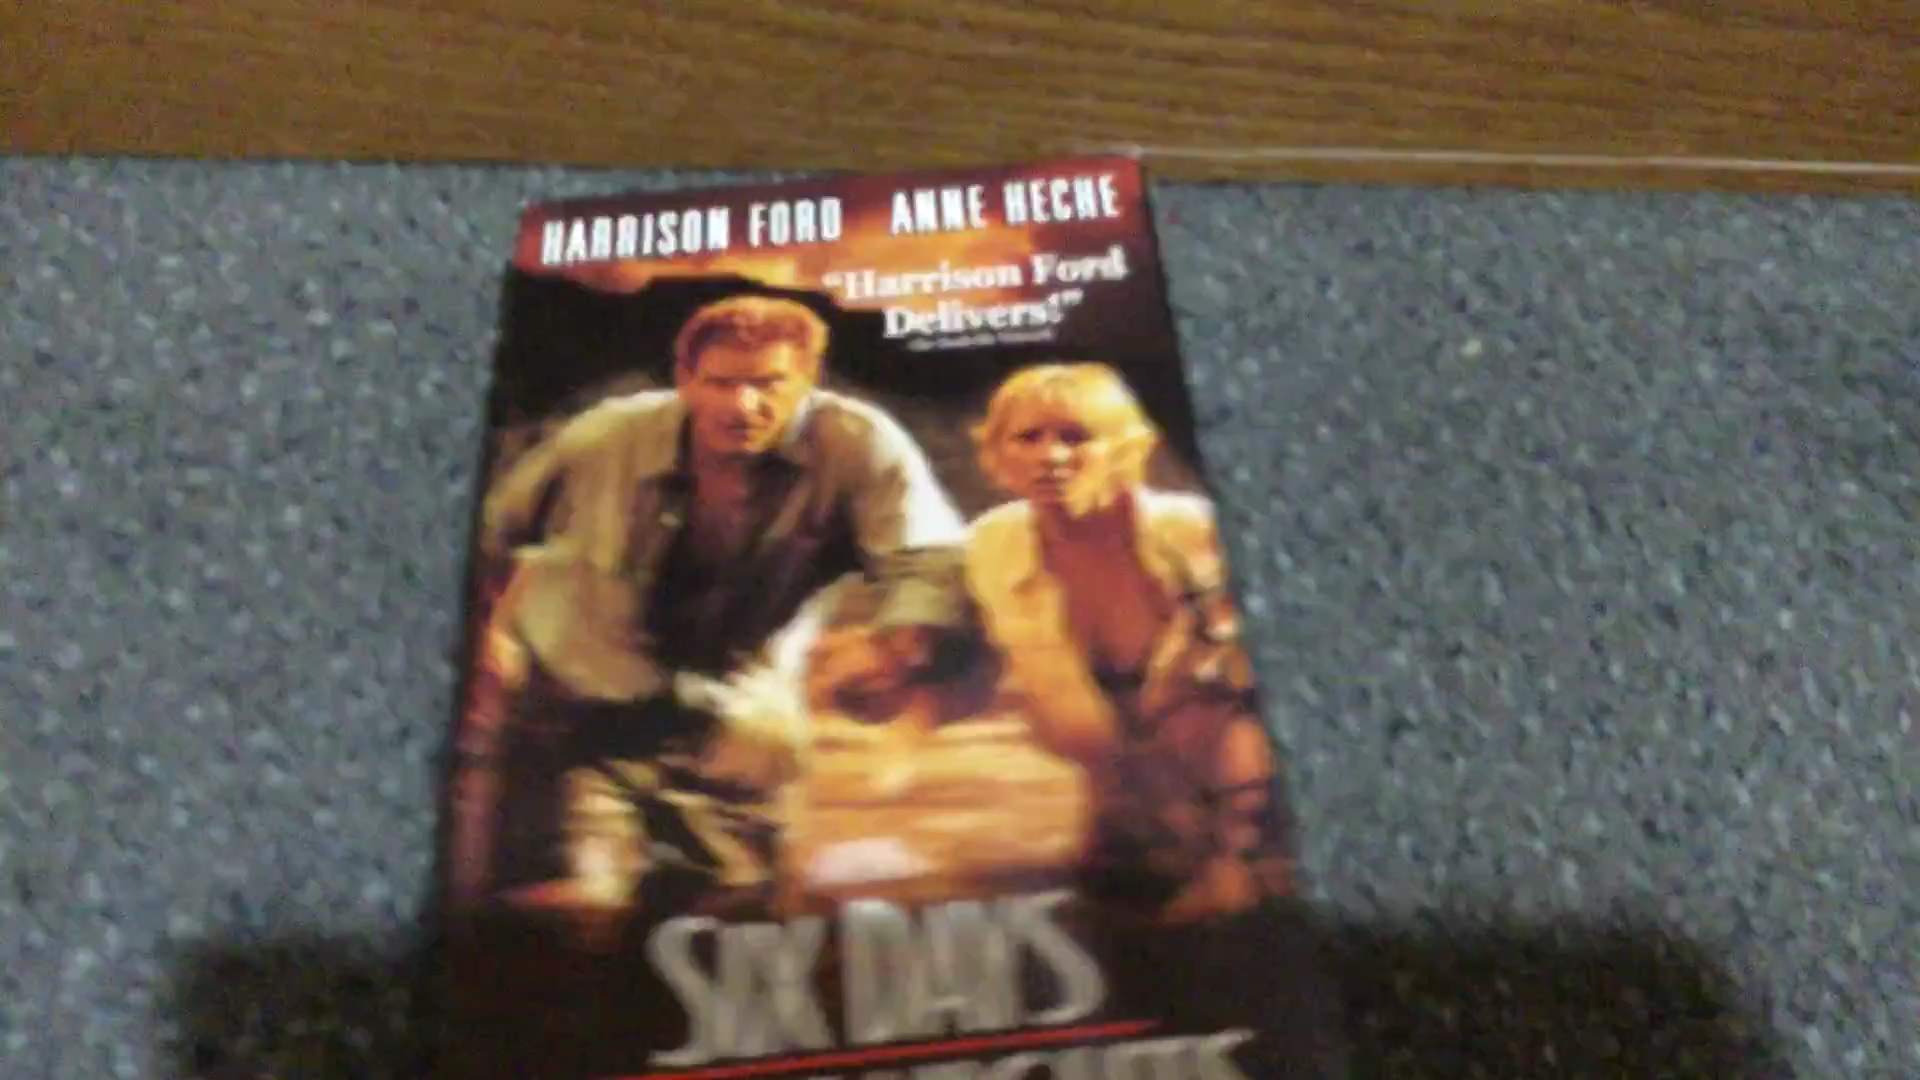 HARRISON FORD ANNE HECHE
"Harrison Ford
Delivers!"
SIX DAYS